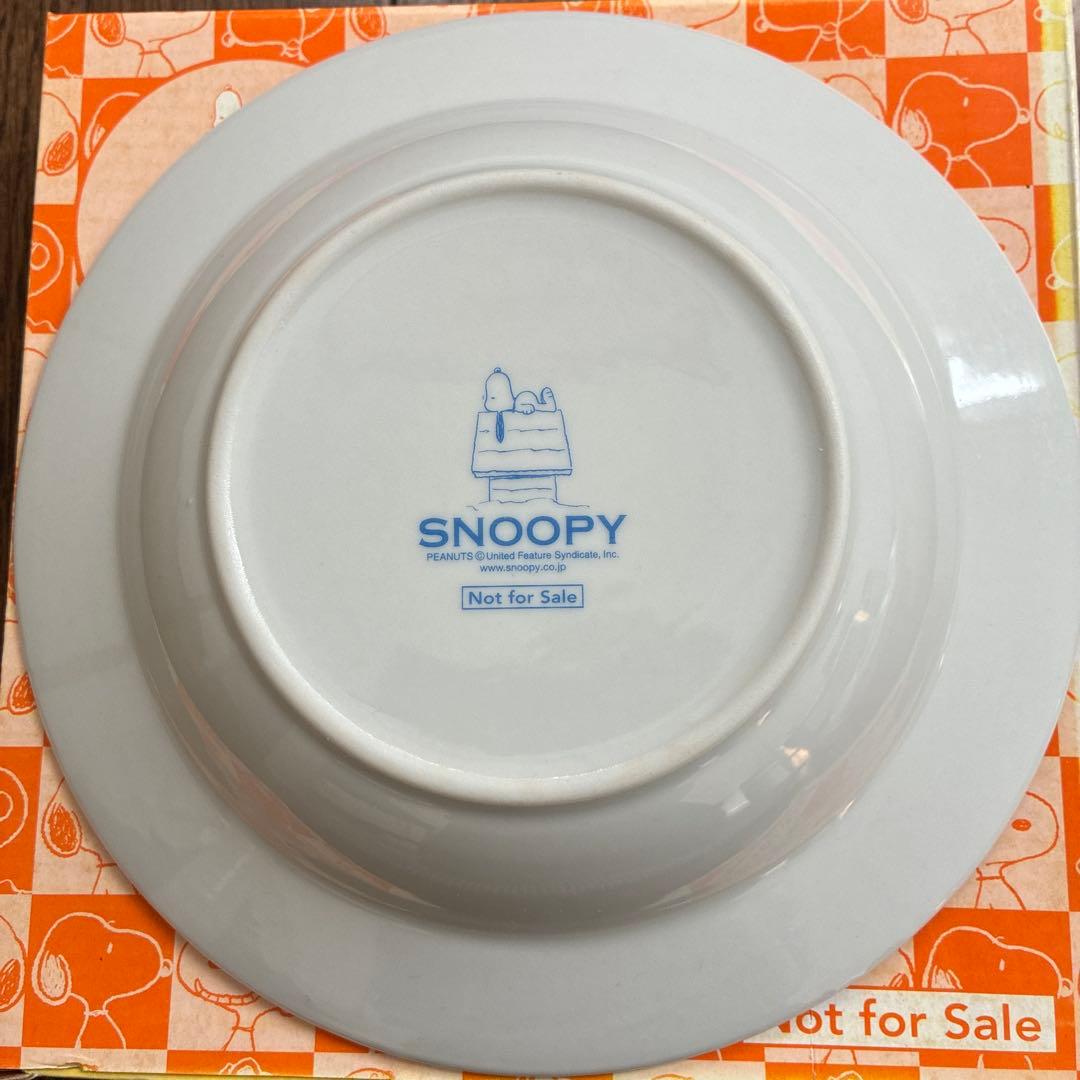 SNOOPY
PEANUTS © United Feature Syndicate, Inc.
www.snoopy.co.jp
Not for Sale
Not for Sale